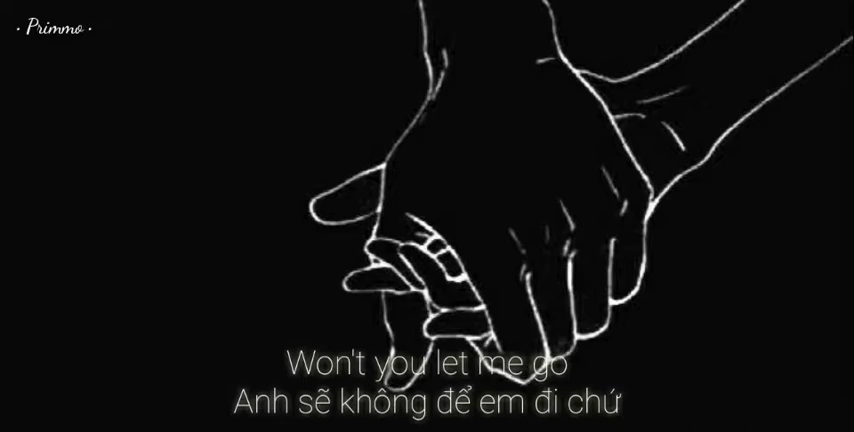 · Primmo ·
Won't you let me go
Anh sẽ không để em đi chứ